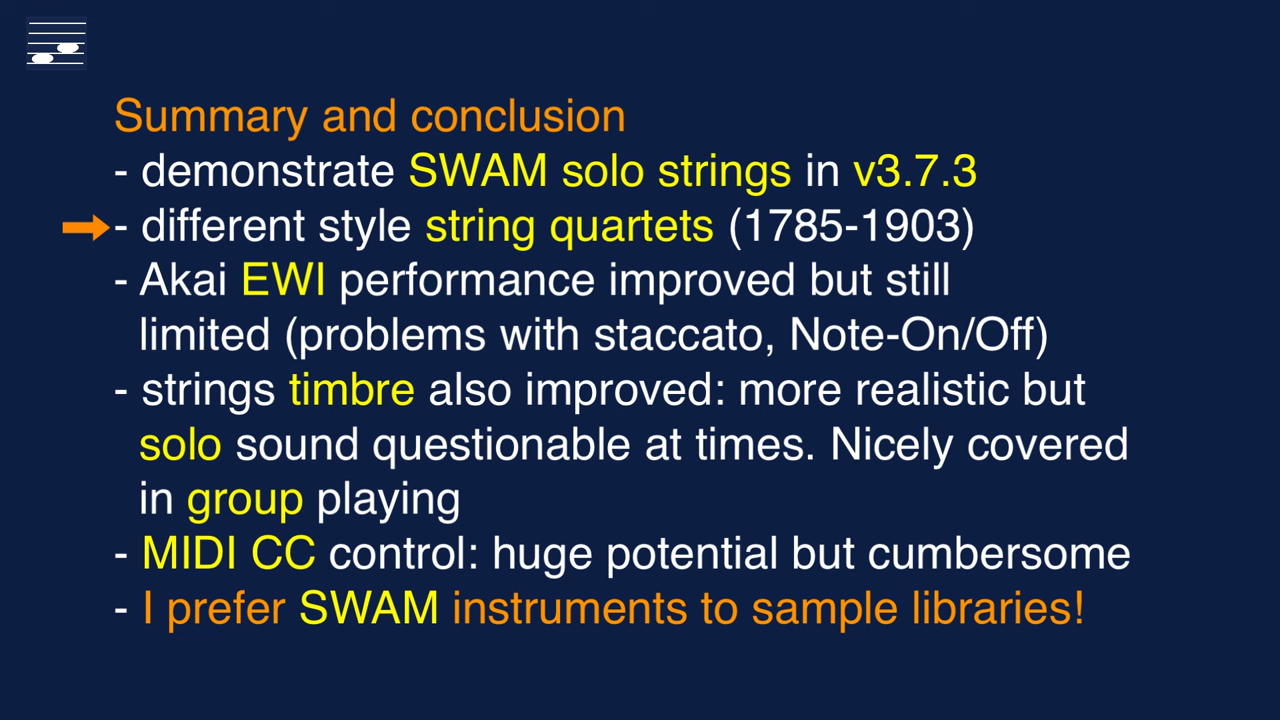 Summary and conclusion
- demonstrate SWAM solo strings in v3.7.3
- different style string quartets (1785-1903)
- Akai EWI performance improved but still
limited (problems with staccato, Note-On/Off)
- strings timbre also improved: more realistic but
solo sound questionable at times. Nicely covered
in group playing
- MIDI CC control: huge potential but cumbersome
- I prefer SWAM instruments to sample libraries!